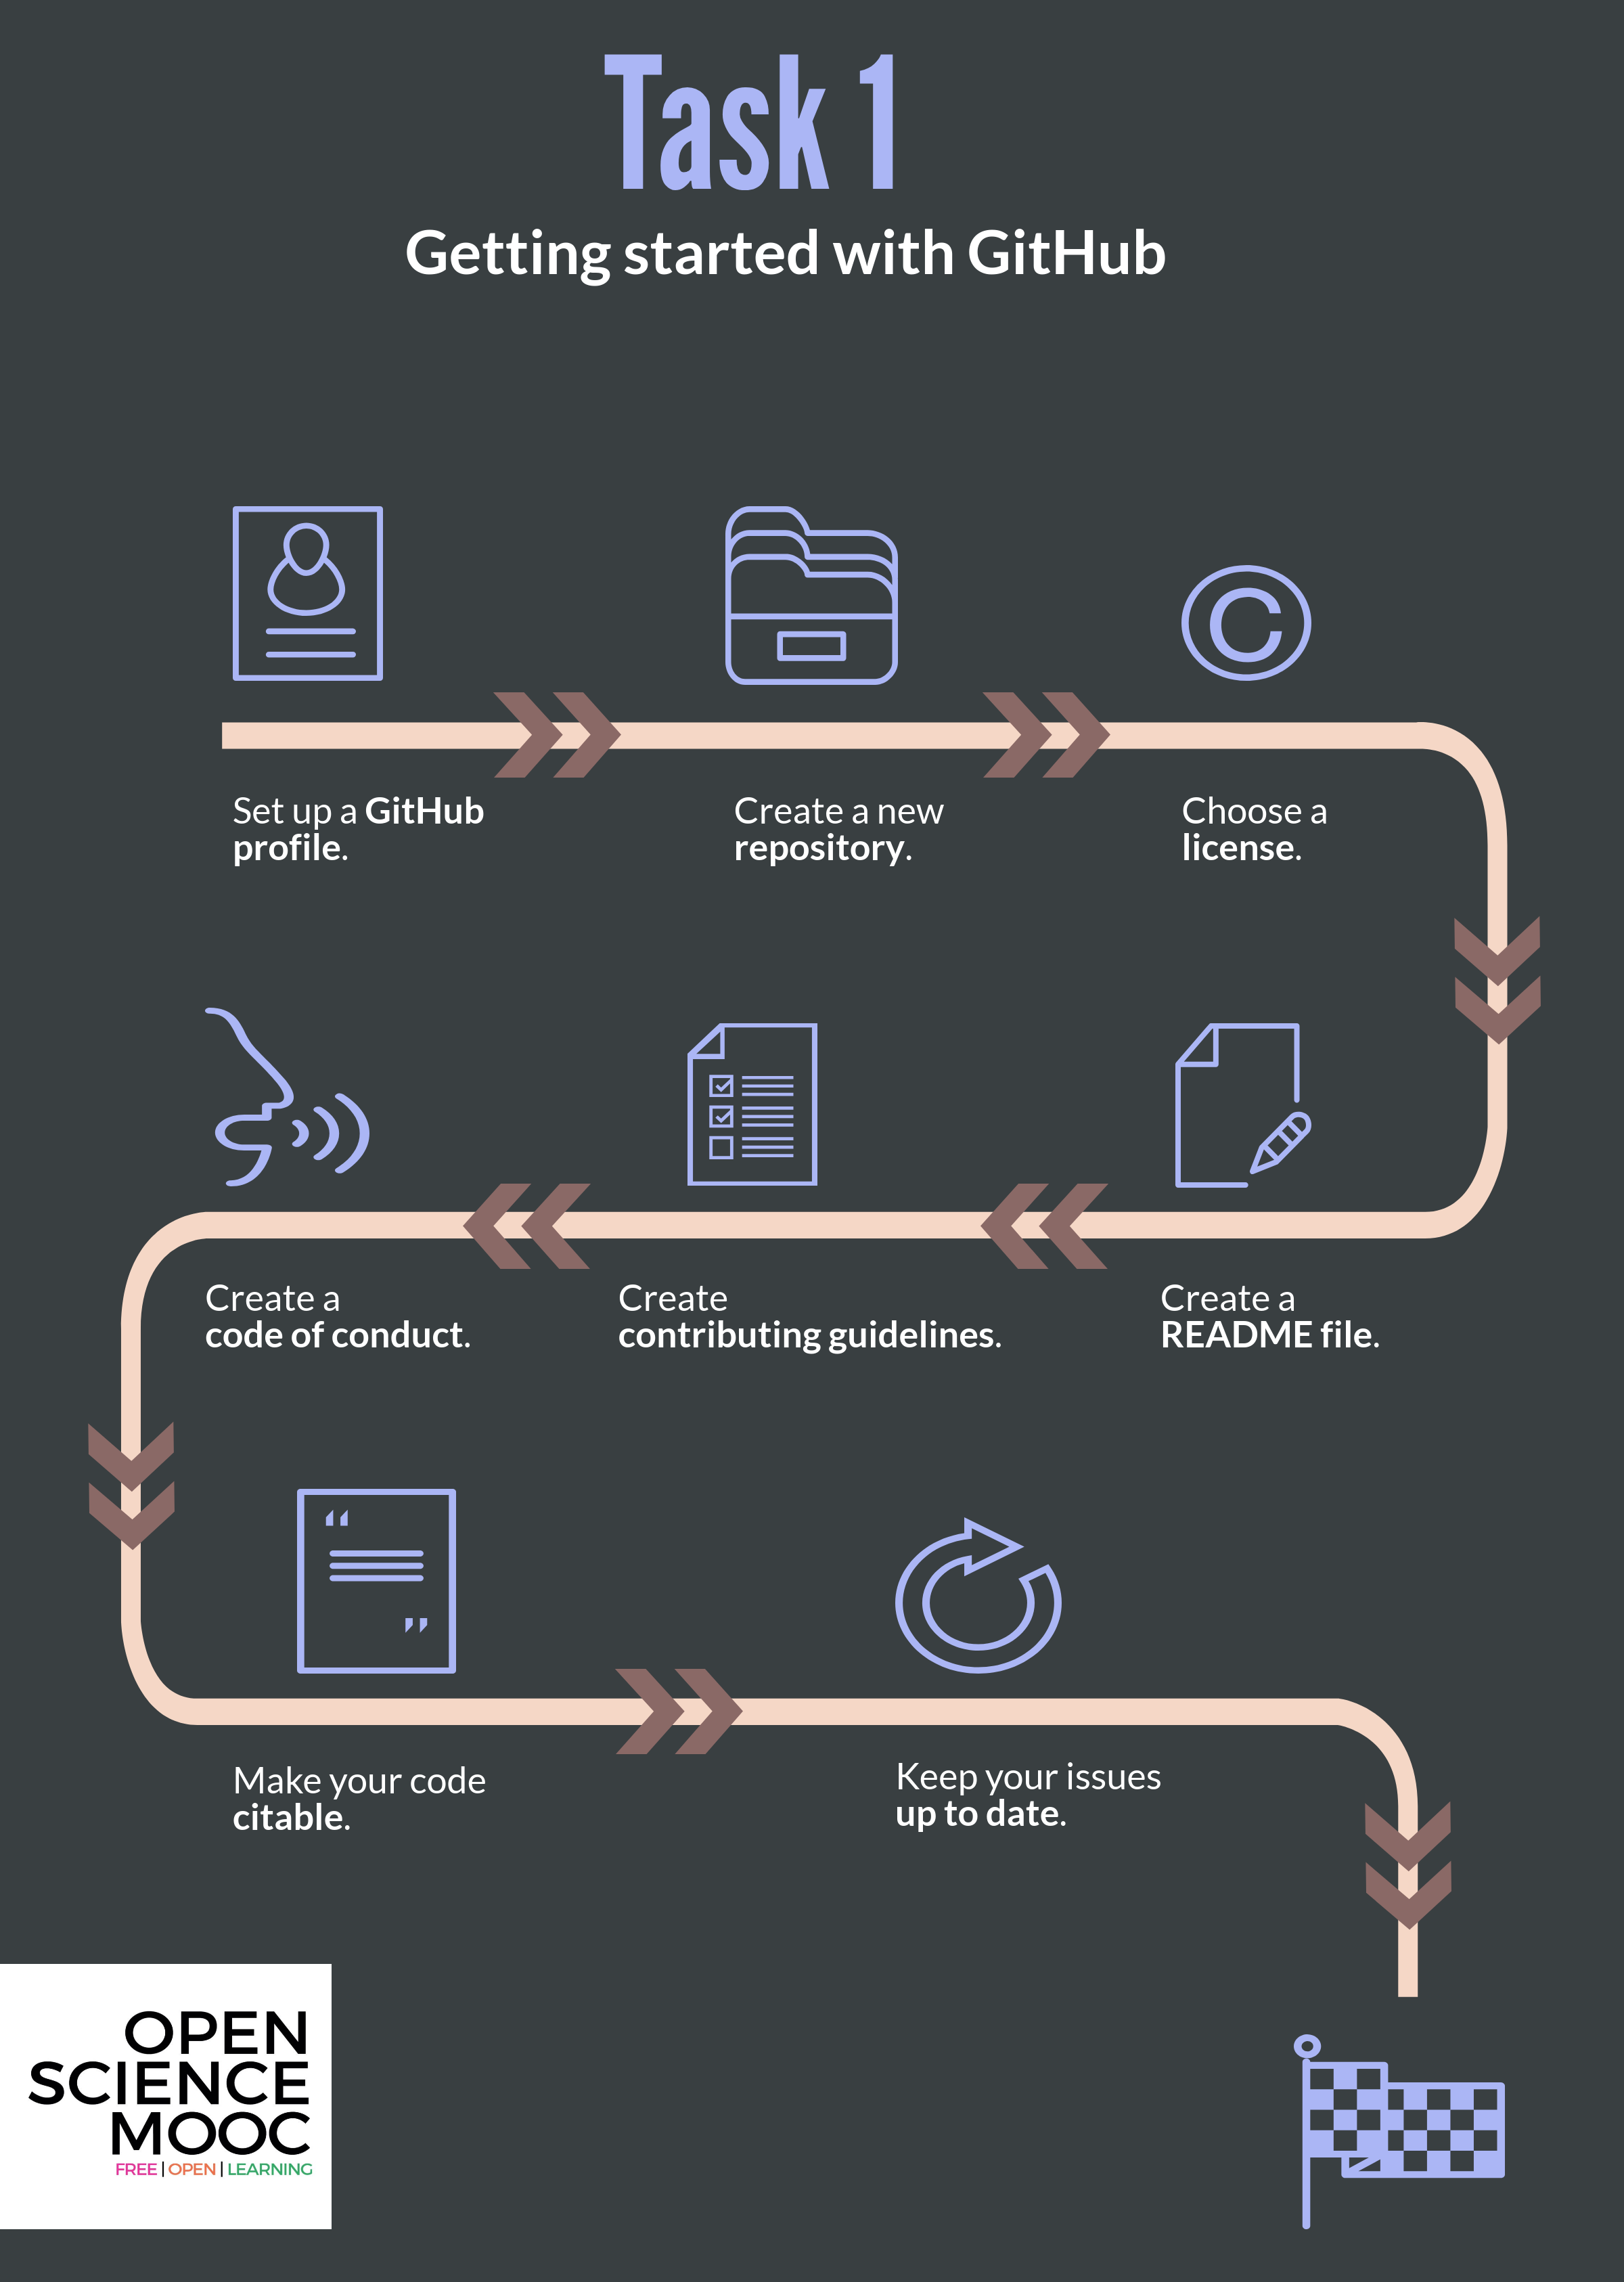 Task 1
Getting started with GitHub
Set up a GitHub
profile.
Create a new
repository.
Choose a
license.
Create a
README file.
Create
contributing guidelines.
Create a
code of conduct.
Make your code
citable.
Keep your issues
up to date.
OPEN
SCIENCE
MOOC
FREE | OPEN | LEARNING